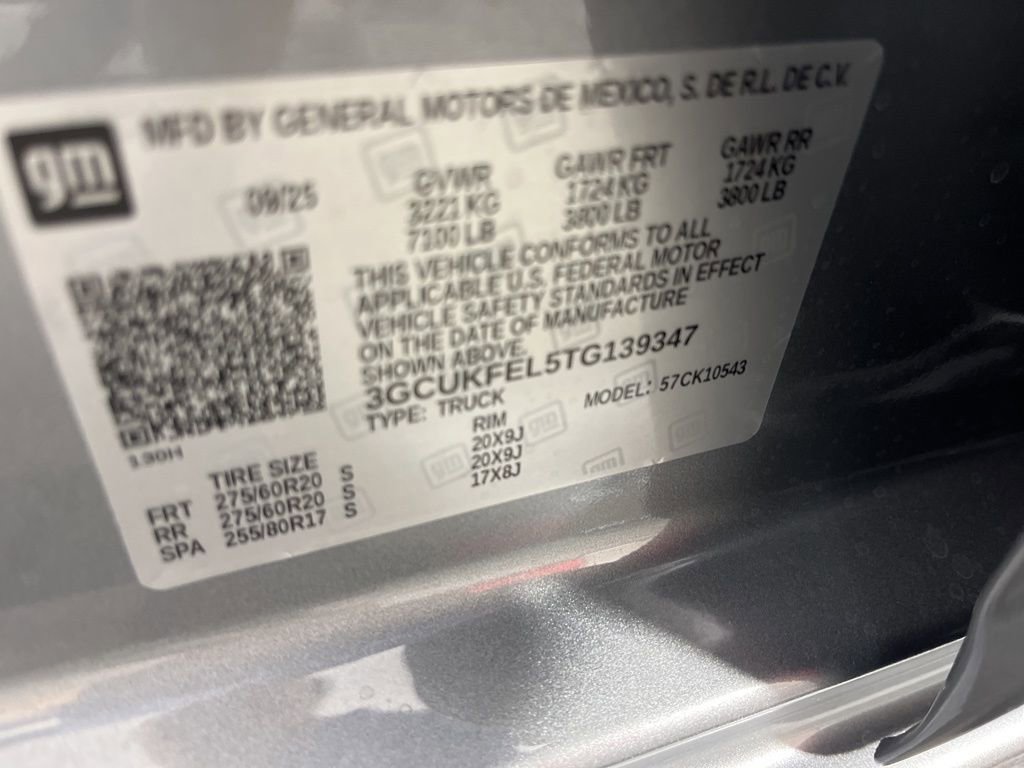 gm
MFD BY GENERAL MOTORS DE MEXICO, S. DE R.L. DE C.V.
09/25
GVWR
3221 KG
7100 LB
GAWR FRT
1724 KG
3800 LB
GAWR RR
1724 KG
3800 LB
THIS VEHICLE CONFORMS TO ALL
APPLICABLE U.S. FEDERAL MOTOR
VEHICLE SAFETY STANDARDS IN EFFECT
ON THE DATE OF MANUFACTURE
SHOWN ABOVE.
3GCUKFEL5TG139347
TYPE: TRUCK
MODEL: 57CK10543
TIRE SIZE RIM
FRT 275/60R20 S 20X9J
RR 275/60R20 S 20X9J
SPA 255/80R17 S 17X8J